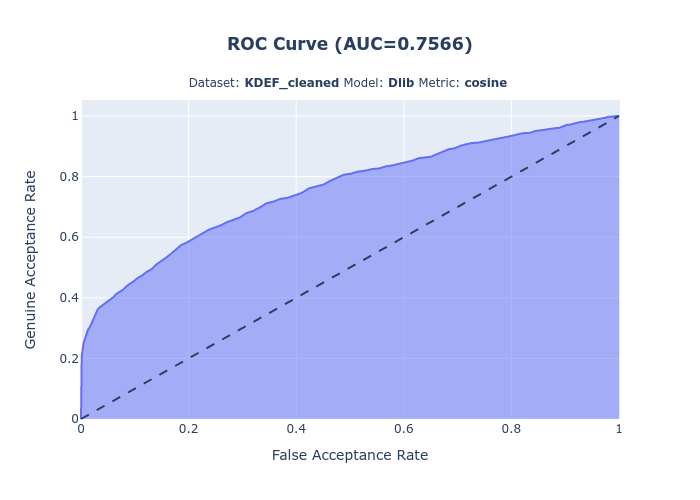 ROC Curve (AUC=0.7566)
Dataset: KDEF_cleaned Model: Dlib Metric: cosine
Genuine Acceptance Rate
1
0.8
0.6
0.4
0.2
0
0 0.2 0.4 0.6 0.8 1
False Acceptance Rate